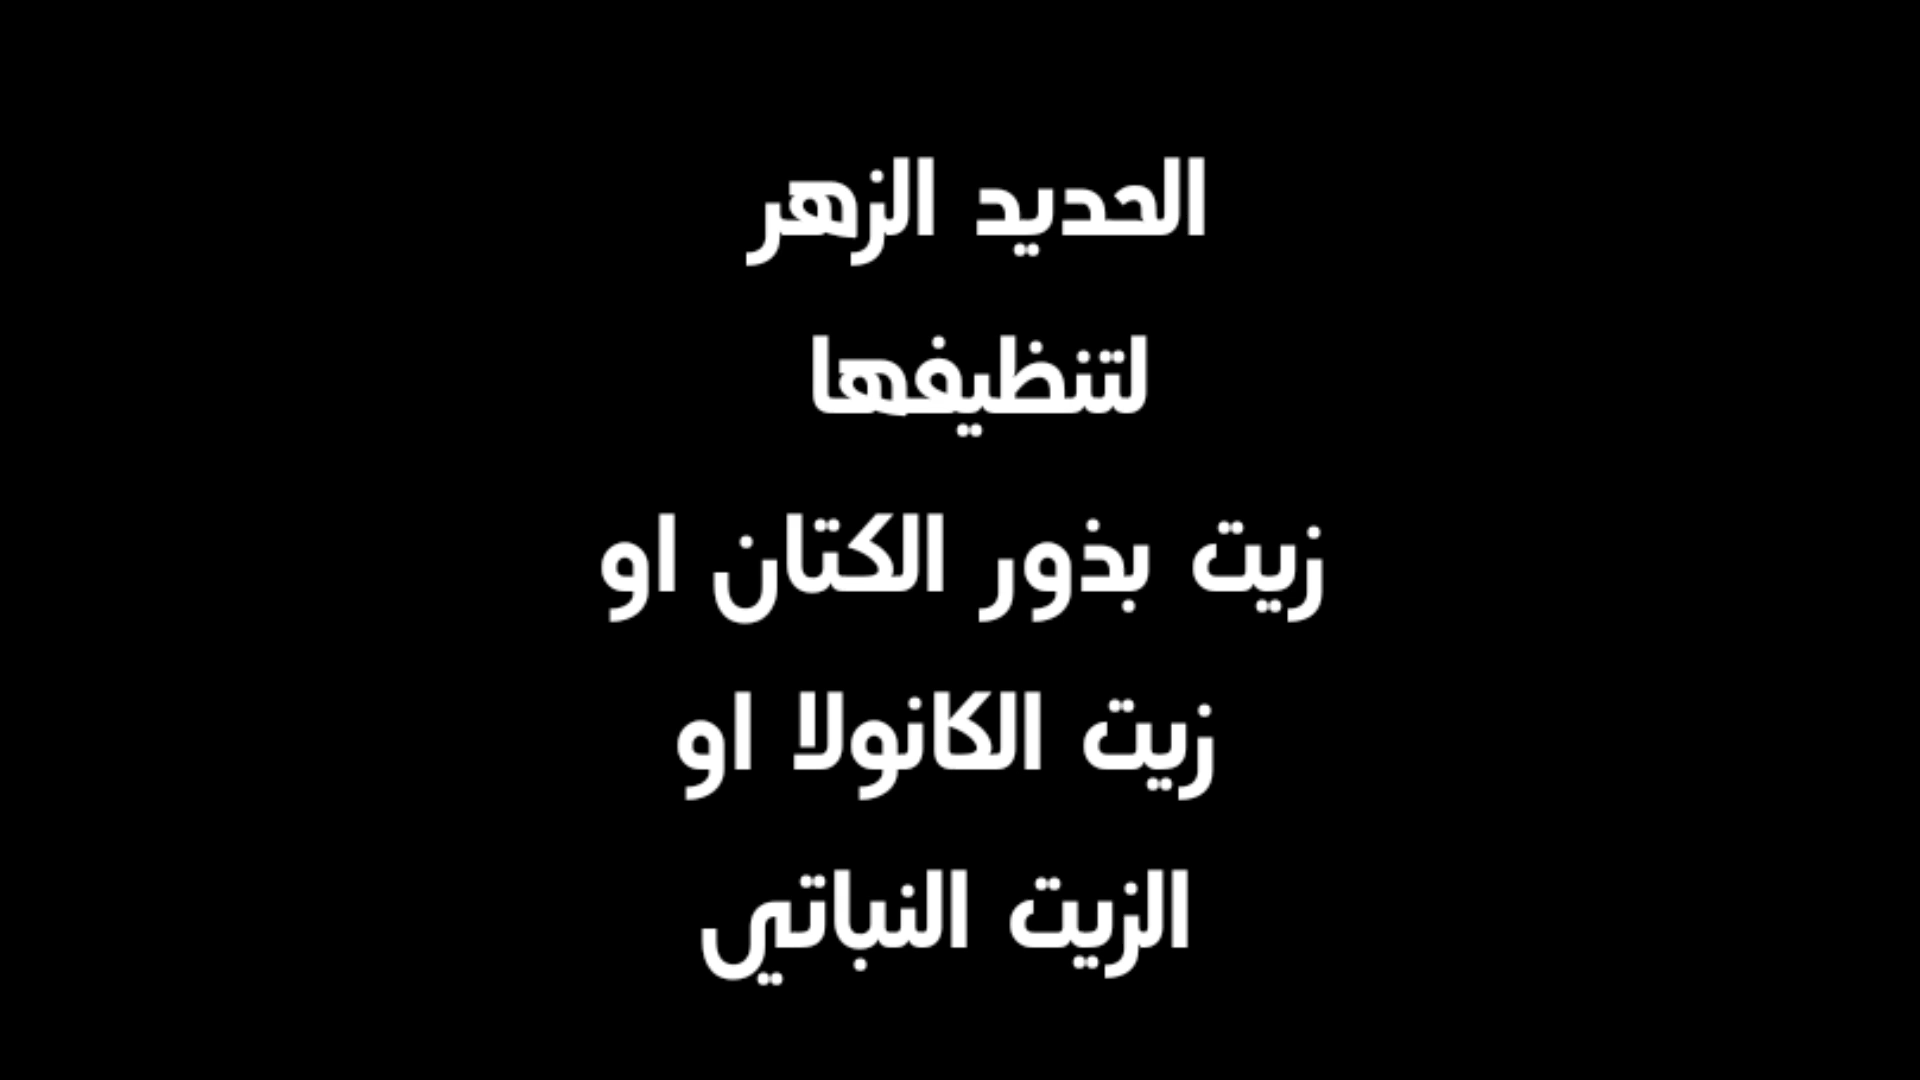 الحديد الزهر
لتنظيفها
زيت بذور الكتان او
زيت الكانولا او
الزيت النباتي